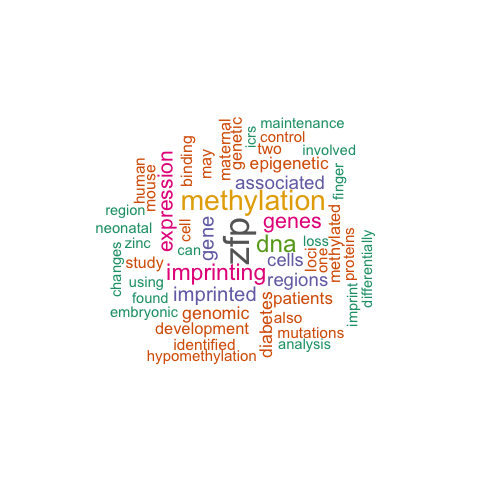 maintenance
control
icrs
genetic
maternal
two
involved
may
binding
epigenetic
human
mouse
expression
associated
finger
methylation
region
cell
gene
zfp
genes
methylated
neonatal
zinc
can
dna
loss
loci
one
proteins
differentially
changes
study
imprinting
cells
using
regions
found
imprinted
patients
imprint
embryonic
genomic
diabetes
also
development
mutations
identified
analysis
hypomethylation